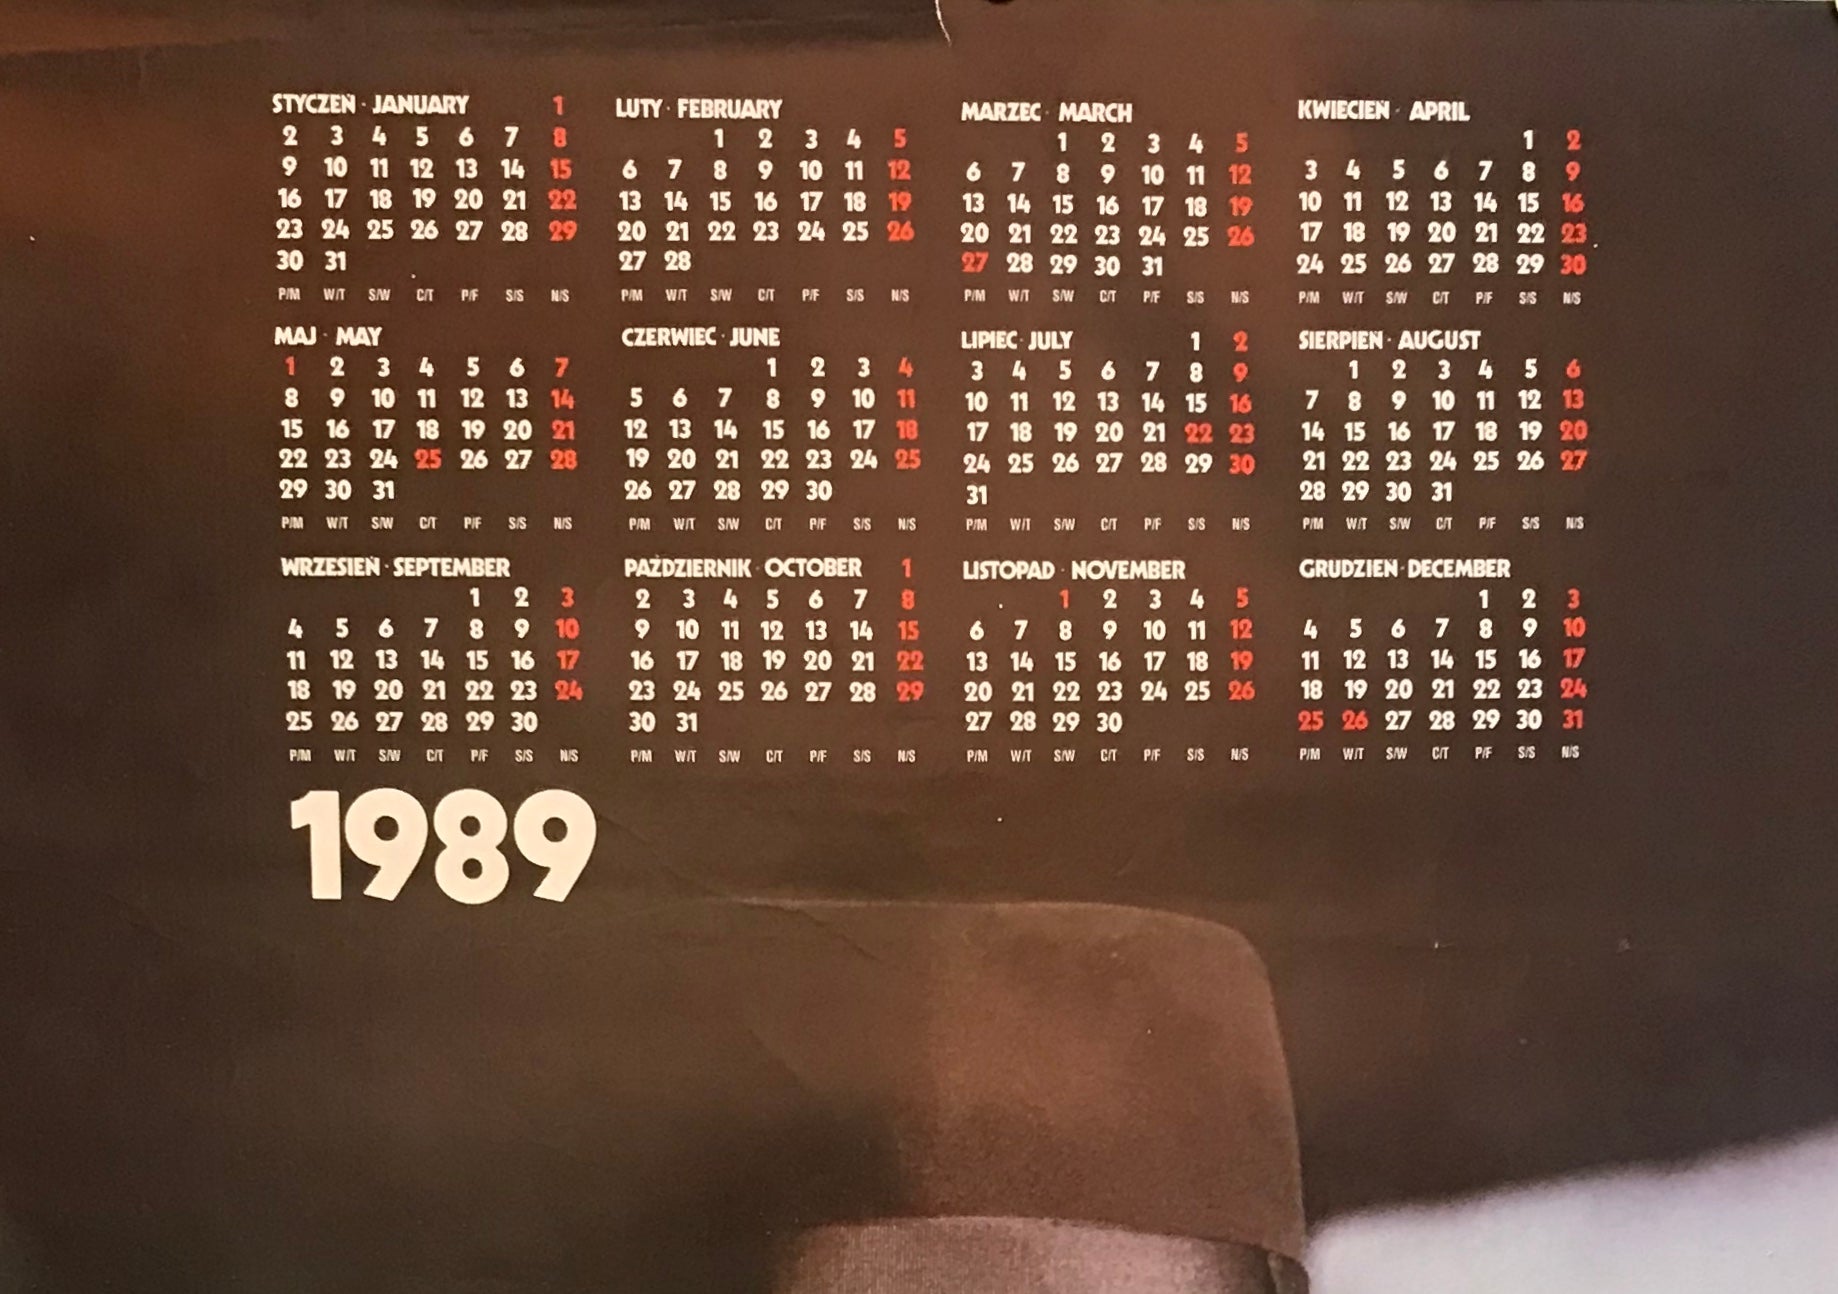 STYCZEŃ · JANUARY 1
2 3 4 5 6 7 8
9 10 11 12 13 14 15
16 17 18 19 20 21 22
23 24 25 26 27 28 29
30 31
P/M W/T S/W C/T P/F S/S N/S
LUTY · FEBRUARY
1 2 3 4 5
6 7 8 9 10 11 12
13 14 15 16 17 18 19
20 21 22 23 24 25 26
27 28
P/M W/T S/W C/T P/F S/S N/S
MARZEC · MARCH
1 2 3 4 5
6 7 8 9 10 11 12
13 14 15 16 17 18 19
20 21 22 23 24 25 26
27 28 29 30 31
P/M W/T S/W C/T P/F S/S N/S
KWIECIEŃ · APRIL
1 2
3 4 5 6 7 8 9
10 11 12 13 14 15 16
17 18 19 20 21 22 23
24 25 26 27 28 29 30
P/M W/T S/W C/T P/F S/S N/S
MAJ · MAY
1 2 3 4 5 6 7
8 9 10 11 12 13 14
15 16 17 18 19 20 21
22 23 24 25 26 27 28
29 30 31
P/M W/T S/W C/T P/F S/S N/S
CZERWIEC · JUNE
1 2 3 4
5 6 7 8 9 10 11
12 13 14 15 16 17 18
19 20 21 22 23 24 25
26 27 28 29 30
P/M W/T S/W C/T P/F S/S N/S
LIPIEC · JULY 1 2
3 4 5 6 7 8 9
10 11 12 13 14 15 16
17 18 19 20 21 22 23
24 25 26 27 28 29 30
31
P/M W/T S/W C/T P/F S/S N/S
SIERPIEŃ · AUGUST
1 2 3 4 5 6
7 8 9 10 11 12 13
14 15 16 17 18 19 20
21 22 23 24 25 26 27
28 29 30 31
P/M W/T S/W C/T P/F S/S N/S
WRZESIEŃ · SEPTEMBER
1 2 3
4 5 6 7 8 9 10
11 12 13 14 15 16 17
18 19 20 21 22 23 24
25 26 27 28 29 30
P/M W/T S/W C/T P/F S/S N/S
PAŹDZIERNIK · OCTOBER 1
2 3 4 5 6 7 8
9 10 11 12 13 14 15
16 17 18 19 20 21 22
23 24 25 26 27 28 29
30 31
P/M W/T S/W C/T P/F S/S N/S
LISTOPAD · NOVEMBER
1 2 3 4 5
6 7 8 9 10 11 12
13 14 15 16 17 18 19
20 21 22 23 24 25 26
27 28 29 30
P/M W/T S/W C/T P/F S/S N/S
GRUDZIEŃ · DECEMBER
1 2 3
4 5 6 7 8 9 10
11 12 13 14 15 16 17
18 19 20 21 22 23 24
25 26 27 28 29 30 31
P/M W/T S/W C/T P/F S/S N/S
1989